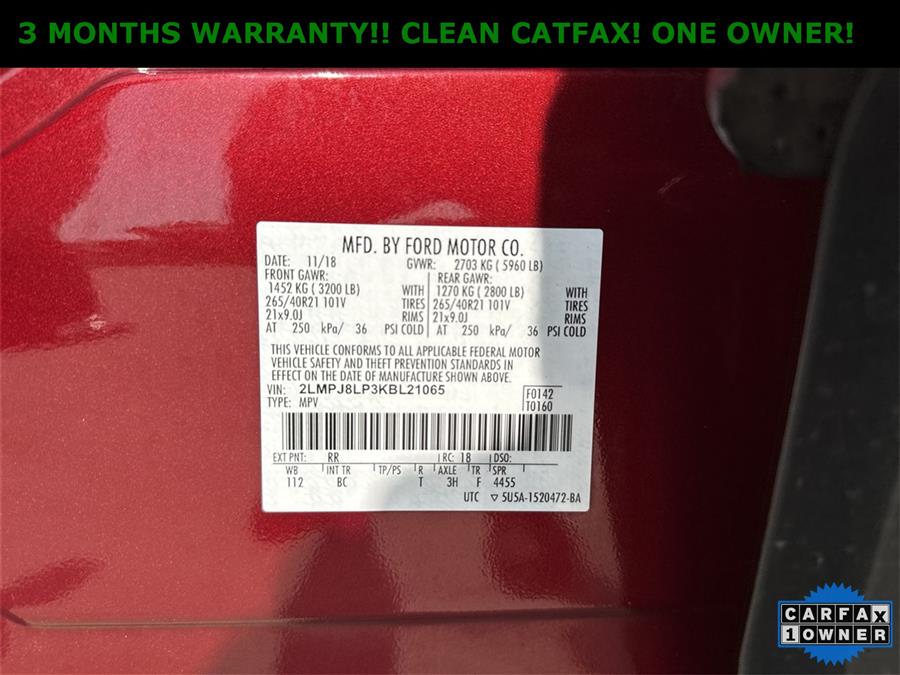 3 MONTHS WARRANTY!! CLEAN CATFAX! ONE OWNER!
MFD. BY FORD MOTOR CO.
DATE: 11/18 GVWR: 2703 KG ( 5960 LB)
FRONT GAWR: REAR GAWR:
1452 KG ( 3200 LB) WITH 1270 KG ( 2800 LB) WITH
265/40R21 101V TIRES 265/40R21 101V TIRES
21x9.0J RIMS 21x9.0J RIMS
AT 250 kPa/ 36 PSI COLD AT 250 kPa/ 36 PSI COLD
THIS VEHICLE CONFORMS TO ALL APPLICABLE FEDERAL MOTOR
VEHICLE SAFETY AND THEFT PREVENTION STANDARDS IN
EFFECT ON THE DATE OF MANUFACTURE SHOWN ABOVE.
VIN: 2LMPJ8LP3KBL21065 F0142
TYPE: MPV T0160
EXT PNT: RR RC: 18 DSO:
WB INT TR TP/PS R AXLE TR SPR
112 BC T 3H F 4455
UTC ▽ 5U5A-1520472-BA
CARFAX
1 OWNER